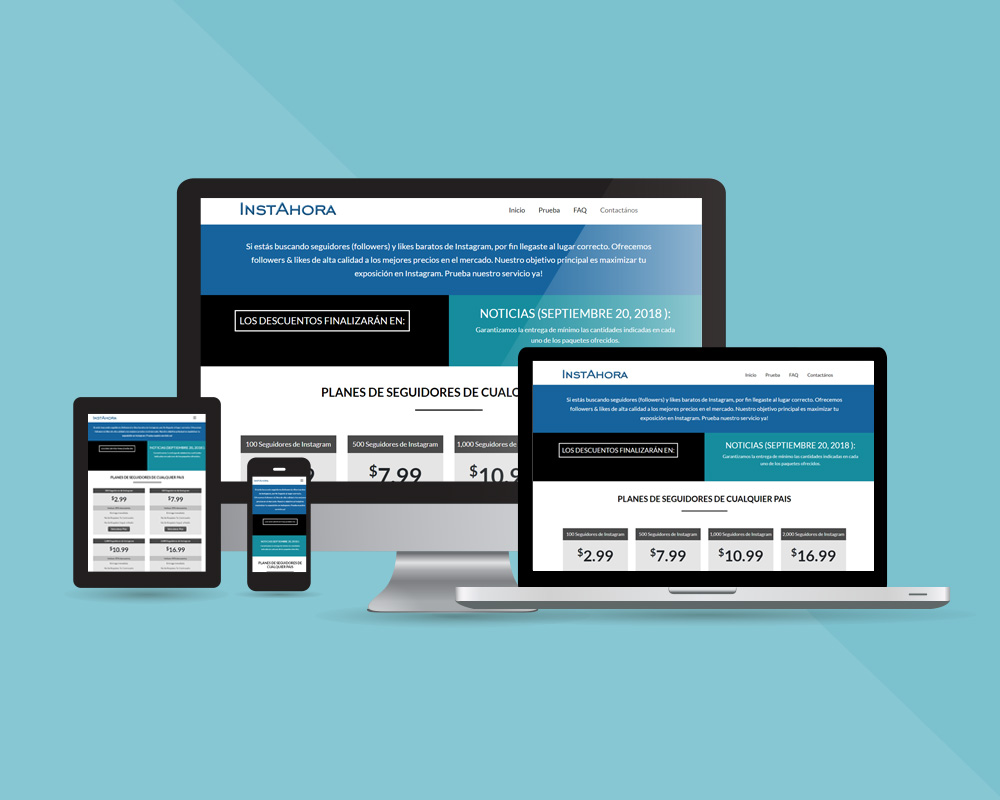 INSTAHORA
Inicio Prueba FAQ Contactános
Si estás buscando seguidores (followers) y likes baratos de Instagram, por fin llegaste al lugar correcto. Ofrecemos
followers & likes de alta calidad a los mejores precios en el mercado. Nuestro objetivo principal es maximizar tu
exposición en Instagram. Prueba nuestro servicio ya!
LOS DESCUENTOS FINALIZARÁN EN:
NOTICIAS (SEPTIEMBRE 20, 2018 ):
Garantizamos la entrega de mínimo las cantidades indicadas en cada
uno de los paquetes ofrecidos.
PLANES DE SEGUIDORES DE CUALQ
100 Seguidores de Instagram 500 Seguidores de Instagram 1,000 Seguidores de
$7.99 $10.9
INSTAHORA
Inicio Prueba FAQ Contactános
Si estás buscando seguidores (followers) y likes baratos de Instagram, por fin llegaste al lugar correcto. Ofrecemos
followers & likes de alta calidad a los mejores precios en el mercado. Nuestro objetivo principal es maximizar tu
exposición en Instagram. Prueba nuestro servicio ya!
LOS DESCUENTOS FINALIZARÁN EN:
NOTICIAS (SEPTIEMBRE 20, 2018 ):
Garantizamos la entrega de mínimo las cantidades indicadas en cada
uno de los paquetes ofrecidos.
PLANES DE SEGUIDORES DE CUALQUIER PAIS
100 Seguidores de Instagram 500 Seguidores de Instagram 1,000 Seguidores de Instagram 2,000 Seguidores de Instagram
$2.99 $7.99 $10.99 $16.99
INSTAHORA
NOTICIAS (SEPTIEMBRE 20, 2018 ):
PLANES DE SEGUIDORES DE CUALQUIER PAIS
$2.99 $7.99
$10.99 $16.99
PLANES DE SEGUIDORES DE
CUALQUIER PAIS